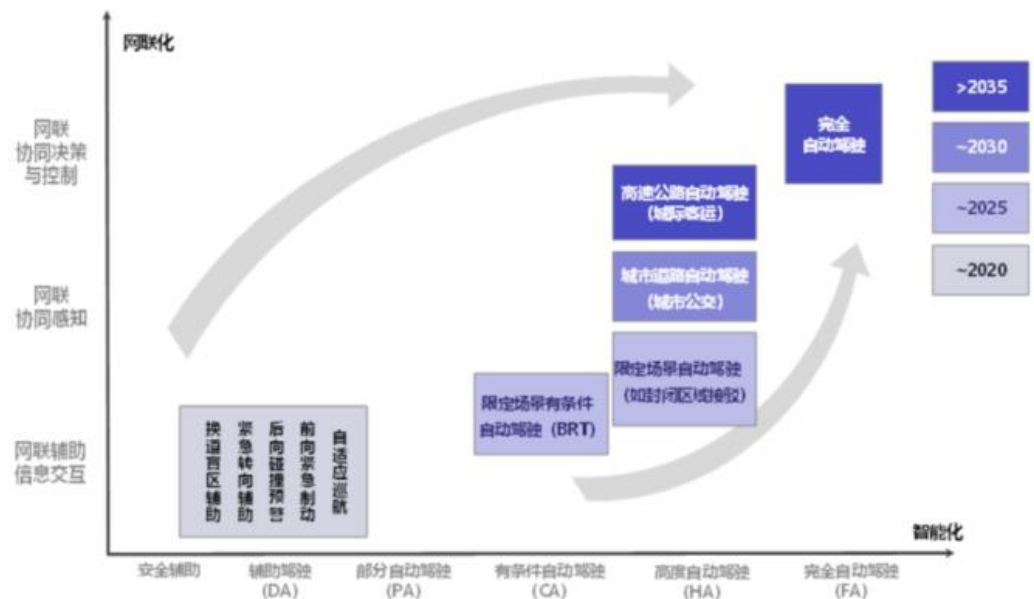 网联化
网联
协同决策
与控制
网联
协同感知
网联辅助
信息交互
换道盲区辅助
紧急转向辅助
后向碰撞预警
前向紧急制动
自适应巡航
限定场景有条件
自动驾驶（BRT）
高速公路自动驾驶
（城际客运）
城市道路自动驾驶
（城市公交）
限定场景自动驾驶
（如封闭区域接驳）
完全
自动驾驶
>2035
~2030
~2025
~2020
智能化
安全辅助
辅助驾驶
(DA)
部分自动驾驶
(PA)
有条件自动驾驶
(CA)
高度自动驾驶
(HA)
完全自动驾驶
(FA)